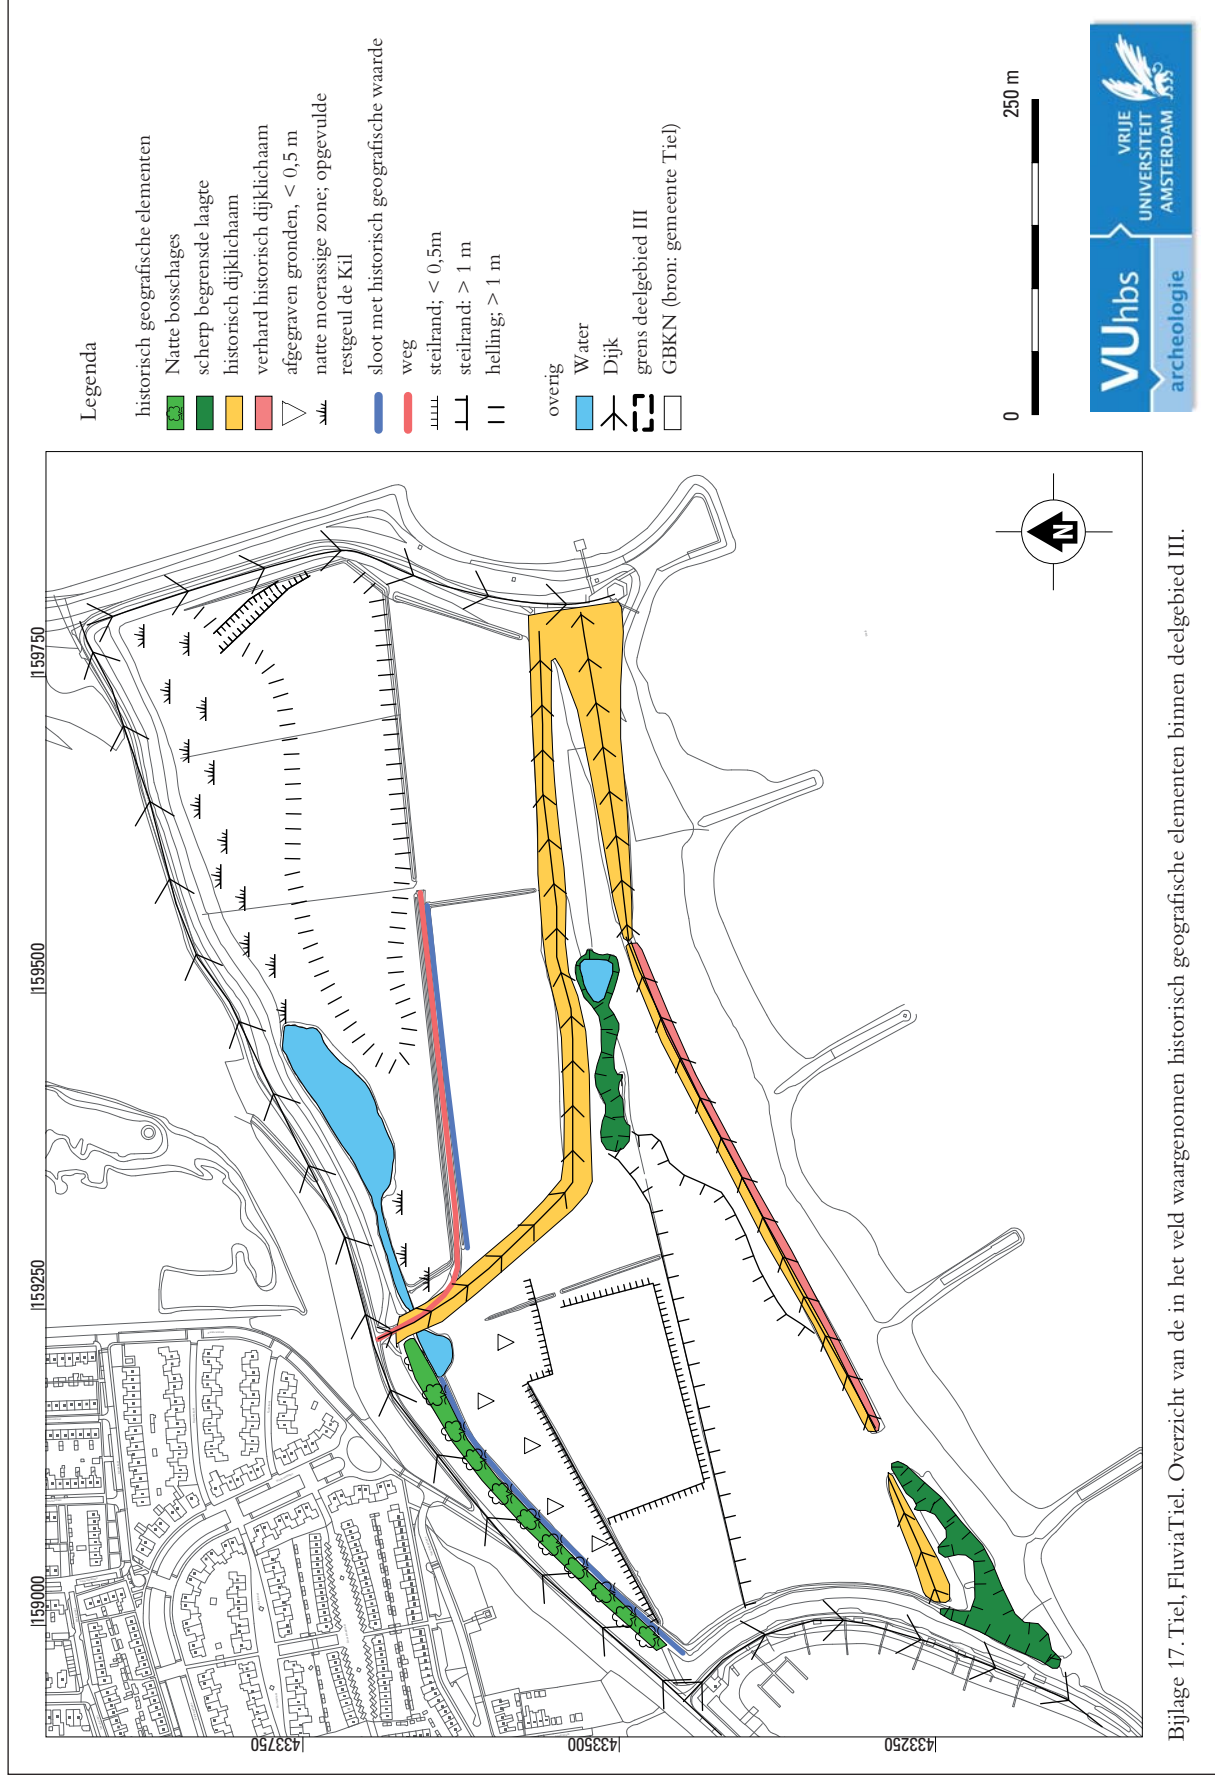 Legenda
historisch geografische elementen
Natte bosschages
scherp begrensde laagte
historisch dijklichaam
verhard historisch dijklichaam
afgegraven gronden, < 0,5 m
natte moerassige zone; opgevulde
restgeul de Kil
sloot met historisch geografische waarde
weg
steilrand; < 0,5m
steilrand: > 1 m
helling; > 1 m
overig
Water
Dijk
grens deelgebied III
GBKN (bron: gemeente Tiel)
0
250 m
VUhbs
archeologie
VRIJE
UNIVERSITEIT
AMSTERDAM
159000
159250
159500
159750
433750
433500
433250
N
Bijlage 17. Tiel, FluviaTiel. Overzicht van de in het veld waargenomen historisch geografische elementen binnen deelgebied III.